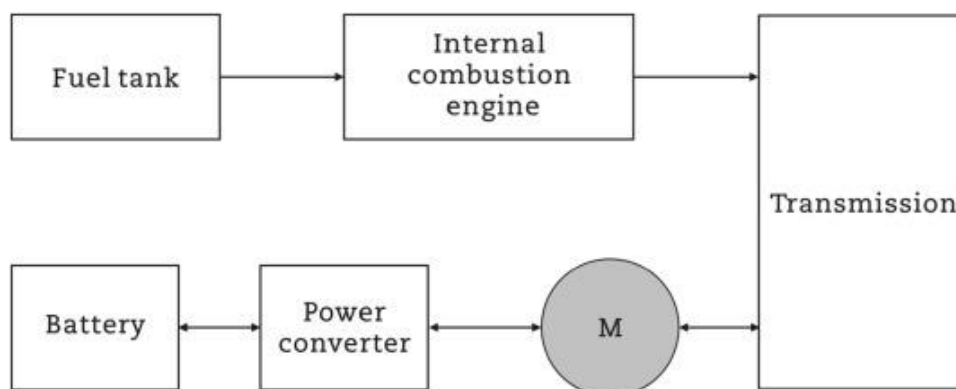 Fuel tank
Internal
combustion
engine
Transmission
Battery
Power
converter
M